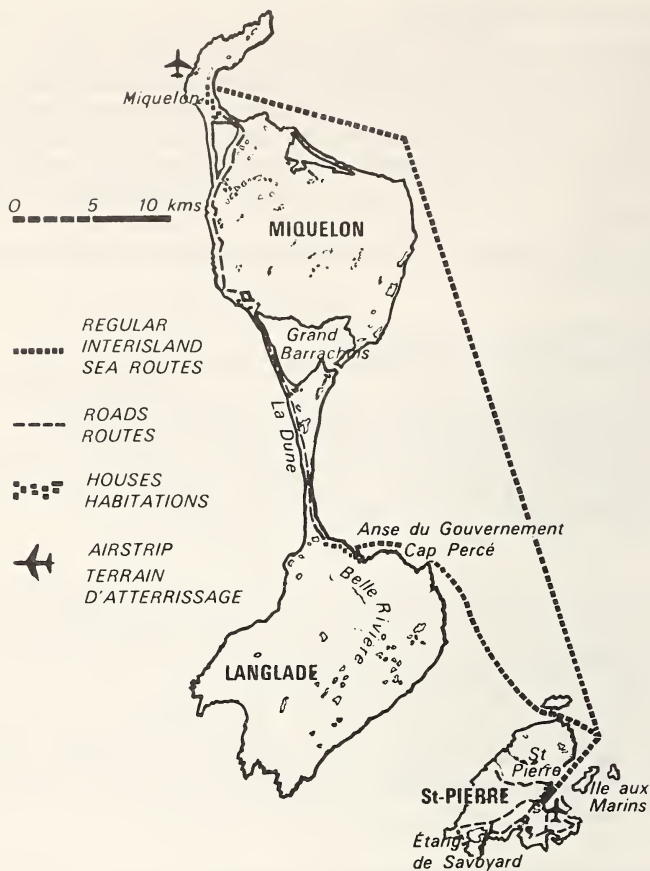 Miquelon
0 5 10 kms
MIQUELON
REGULAR
INTERISLAND
SEA ROUTES
Grand
Barrachois
ROADS
ROUTES
La Dune
HOUSES
HABITATIONS
Anse du Gouvernement
Cap Percé
AIRSTRIP
TERRAIN
D'ATTERRISSAGE
Belle Rivière
LANGLADE
St
Pierre
St-PIERRE
Ile aux
Marins
Étang
de Savoyard